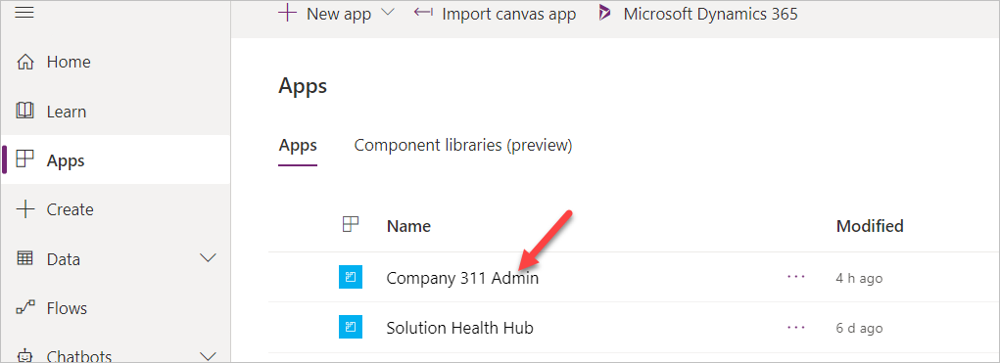 New app Import canvas app Microsoft Dynamics 365
Home
Learn
Apps
Create
Data
Flows
Chatbots
Apps
Apps Component libraries (preview)
Name Modified
Company 311 Admin ... 4 h ago
Solution Health Hub ... 6 d ago